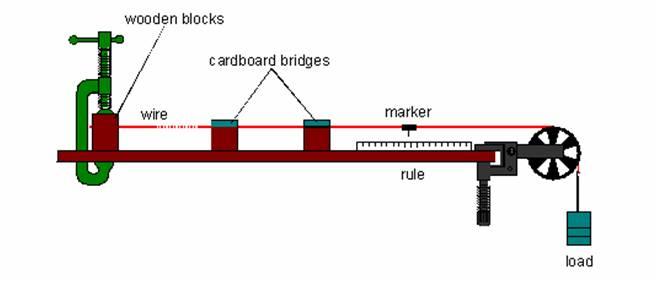 wooden blocks
cardboard bridges
wire
marker
rule
load